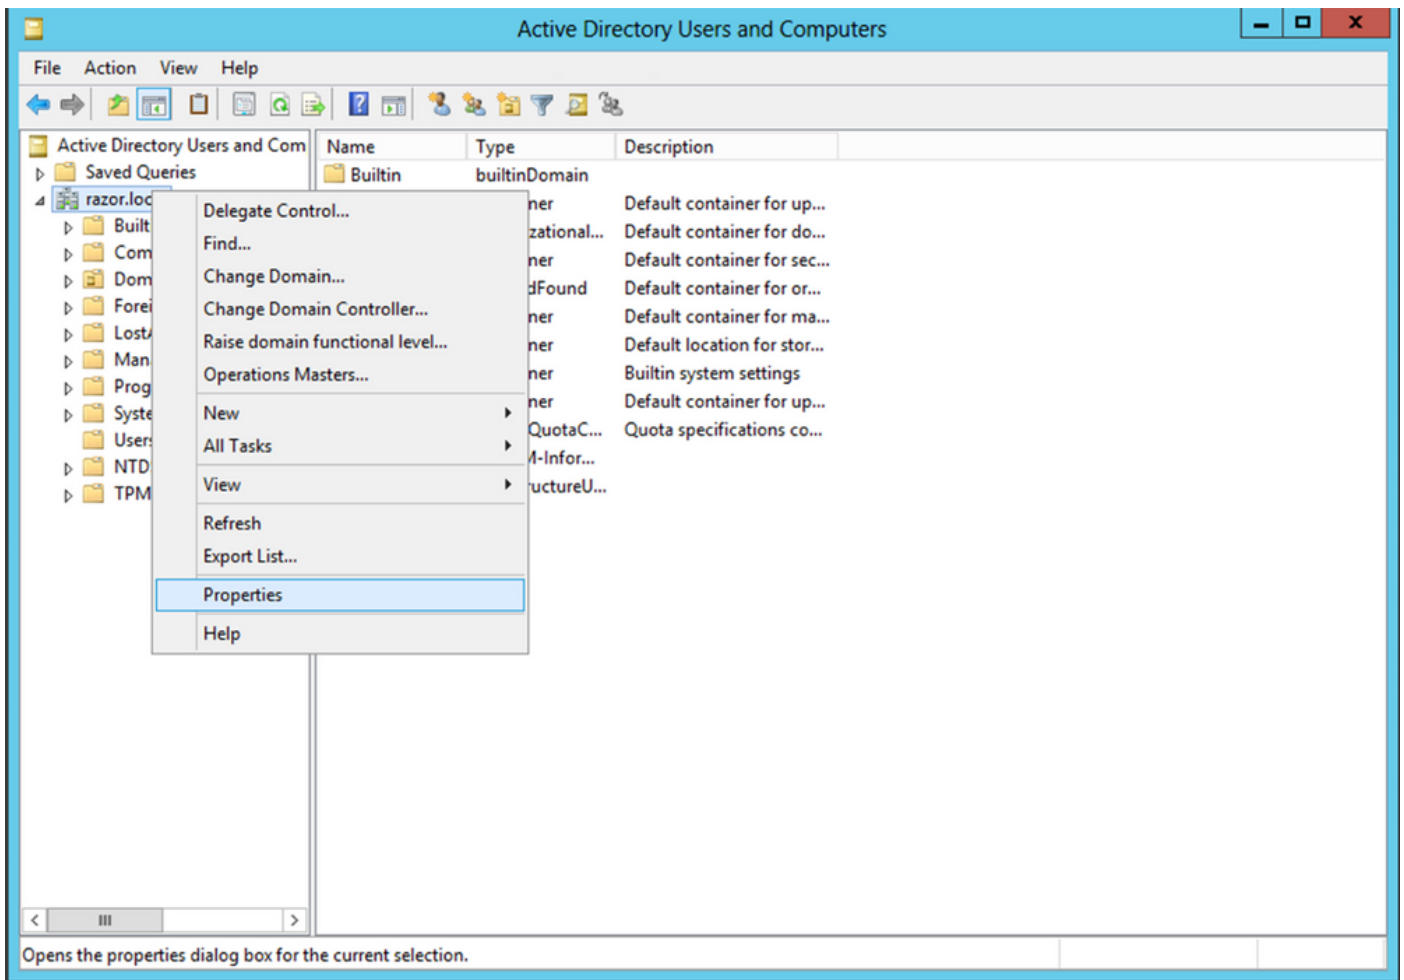 Active Directory Users and Computers
File Action View Help
Active Directory Users and Com
Name Type Description
Saved Queries
Builtin builtinDomain
razor.loc
Built
Com
Dom
Forei
Lost
Man
Prog
Syste
Users
NTD
TPM
Delegate Control...
Find...
Change Domain...
Change Domain Controller...
Raise domain functional level...
Operations Masters...
New
All Tasks
View
Refresh
Export List...
Properties
Help
ner Default container for up...
zational... Default container for do...
ner Default container for sec...
dFound Default container for or...
ner Default container for ma...
ner Default location for stor...
ner Builtin system settings
ner Default container for up...
QuotaC... Quota specifications co...
M-Infor...
ructureU...
Opens the properties dialog box for the current selection.